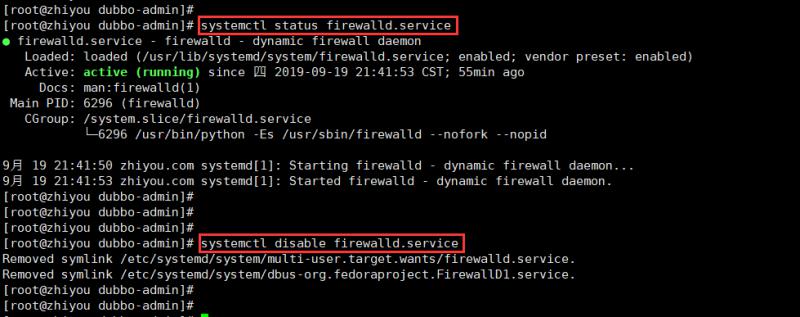 [root@zhiyou dubbo-admin]#
[root@zhiyou dubbo-admin]# systemctl status firewalld.service
● firewalld.service - firewalld - dynamic firewall daemon
   Loaded: loaded (/usr/lib/systemd/system/firewalld.service; enabled; vendor preset: enabled)
   Active: active (running) since 四 2019-09-19 21:41:53 CST; 55min ago
     Docs: man:firewalld(1)
 Main PID: 6296 (firewalld)
   CGroup: /system.slice/firewalld.service
           └─6296 /usr/bin/python -Es /usr/sbin/firewalld --nofork --nopid
9月 19 21:41:50 zhiyou.com systemd[1]: Starting firewalld - dynamic firewall daemon...
9月 19 21:41:53 zhiyou.com systemd[1]: Started firewalld - dynamic firewall daemon.
[root@zhiyou dubbo-admin]#
[root@zhiyou dubbo-admin]#
[root@zhiyou dubbo-admin]#
[root@zhiyou dubbo-admin]# systemctl disable firewalld.service
Removed symlink /etc/systemd/system/multi-user.target.wants/firewalld.service.
Removed symlink /etc/systemd/system/dbus-org.fedoraproject.FirewallD1.service.
[root@zhiyou dubbo-admin]#
[root@zhiyou dubbo-admin]#